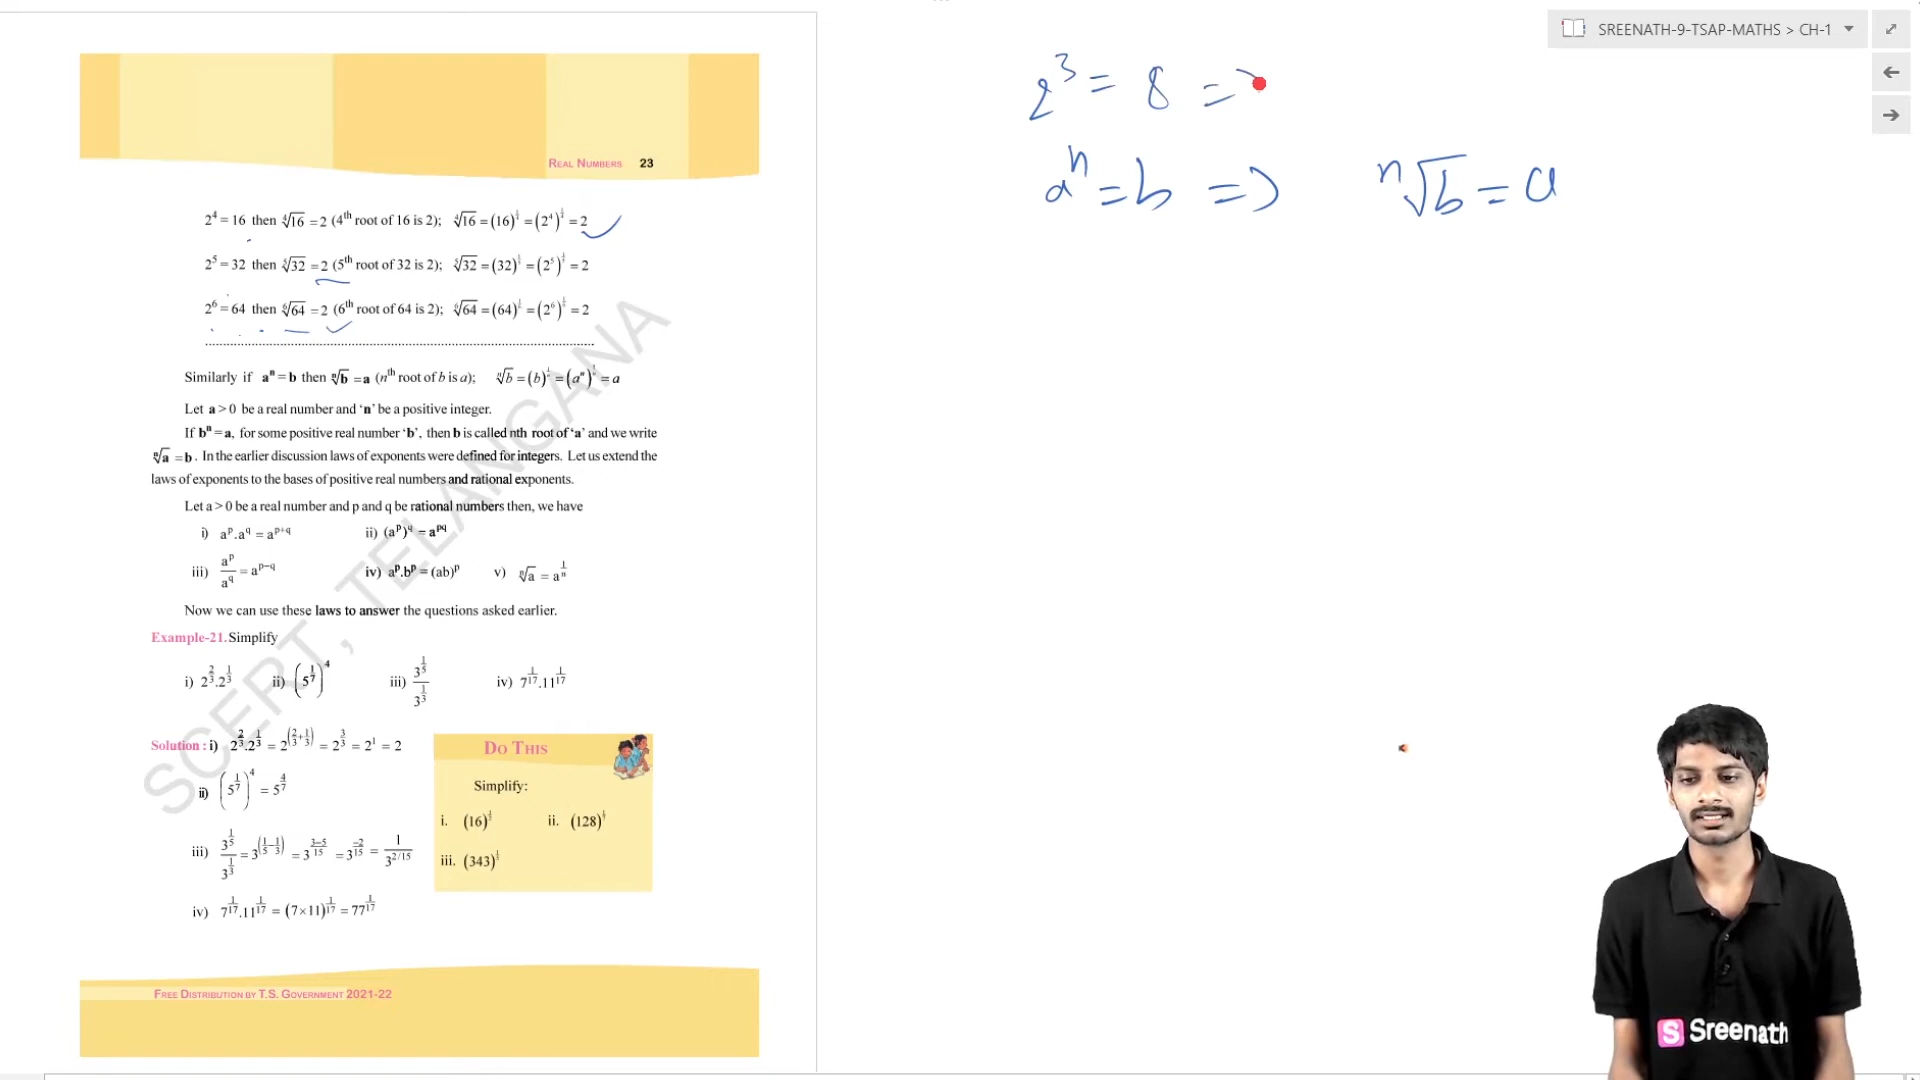 SREENATH-9-TSAP-MATHS > CH-1
REAL NUMBERS 23
2⁴ = 16 then ∜16 = 2 (4th root of 16 is 2); ∜16 = (16)^(1/4) = (2⁴)^(1/4) = 2
2⁵ = 32 then ⁵√32 = 2 (5th root of 32 is 2); ⁵√32 = (32)^(1/5) = (2⁵)^(1/5) = 2
2⁶ = 64 then ⁶√64 = 2 (6th root of 64 is 2); ⁶√64 = (64)^(1/6) = (2⁶)^(1/6) = 2
Similarly if aⁿ = b then ⁿ√b = a (nth root of b is a); ⁿ√b = (b)^(1/n) = (aⁿ)^(1/n) = a
Let a > 0 be a real number and ‘n’ be a positive integer.
If bⁿ = a, for some positive real number ‘b’, then b is called nth root of ‘a’ and we write
ⁿ√a = b. In the earlier discussion laws of exponents were defined for integers. Let us extend the
laws of exponents to the bases of positive real numbers and rational exponents.
Let a > 0 be a real number and p and q be rational numbers then, we have
i) a^p.a^q = a^(p+q) ii) (a^p)^q = a^(pq)
iii) a^p/a^q = a^(p–q) iv) a^p.b^p = (ab)^p v) ⁿ√a = a^(1/n)
Now we can use these laws to answer the questions asked earlier.
Example-21. Simplify
i) 2^(2/3).2^(1/3) ii) (5^(1/7))^4 iii) 3^(1/5)/3^(1/3) iv) 7^(1/17).11^(1/17)
Solution : i) 2^(2/3).2^(1/3) = 2^(2/3+1/3) = 2^(3/3) = 2^1 = 2
ii) (5^(1/7))^4 = 5^(4/7)
iii) 3^(1/5)/3^(1/3) = 3^(1/5–1/3) = 3^((3–5)/15) = 3^(–2/15) = 1/3^(2/15)
iv) 7^(1/17).11^(1/17) = (7×11)^(1/17) = 77^(1/17)
DO THIS
Simplify:
i. (16)^(1/2) ii. (128)^(1/7)
iii. (343)^(1/3)
FREE DISTRIBUTION BY T.S. GOVERNMENT 2021-22
SCERT, TELANGANA
2³ = 8 =>
aⁿ = b => ⁿ√b = a
S Sreenath